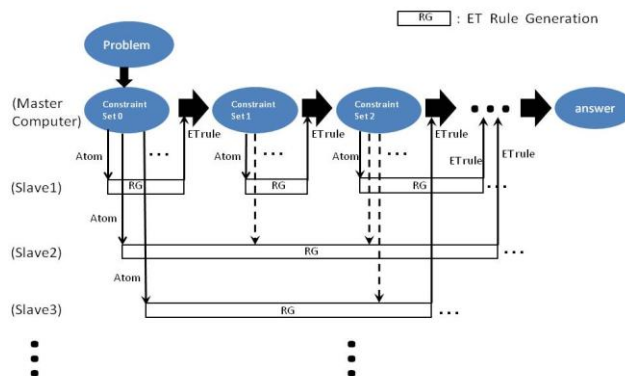 RG : ET Rule Generation
Problem
(Master Computer)
Constraint Set 0
Constraint Set 1
Constraint Set 2
answer
Atom
ETrule
Atom
ETrule
Atom
ETrule
ETrule
ETrule
(Slave1)
RG
RG
RG
Atom
(Slave2)
RG
Atom
(Slave3)
RG